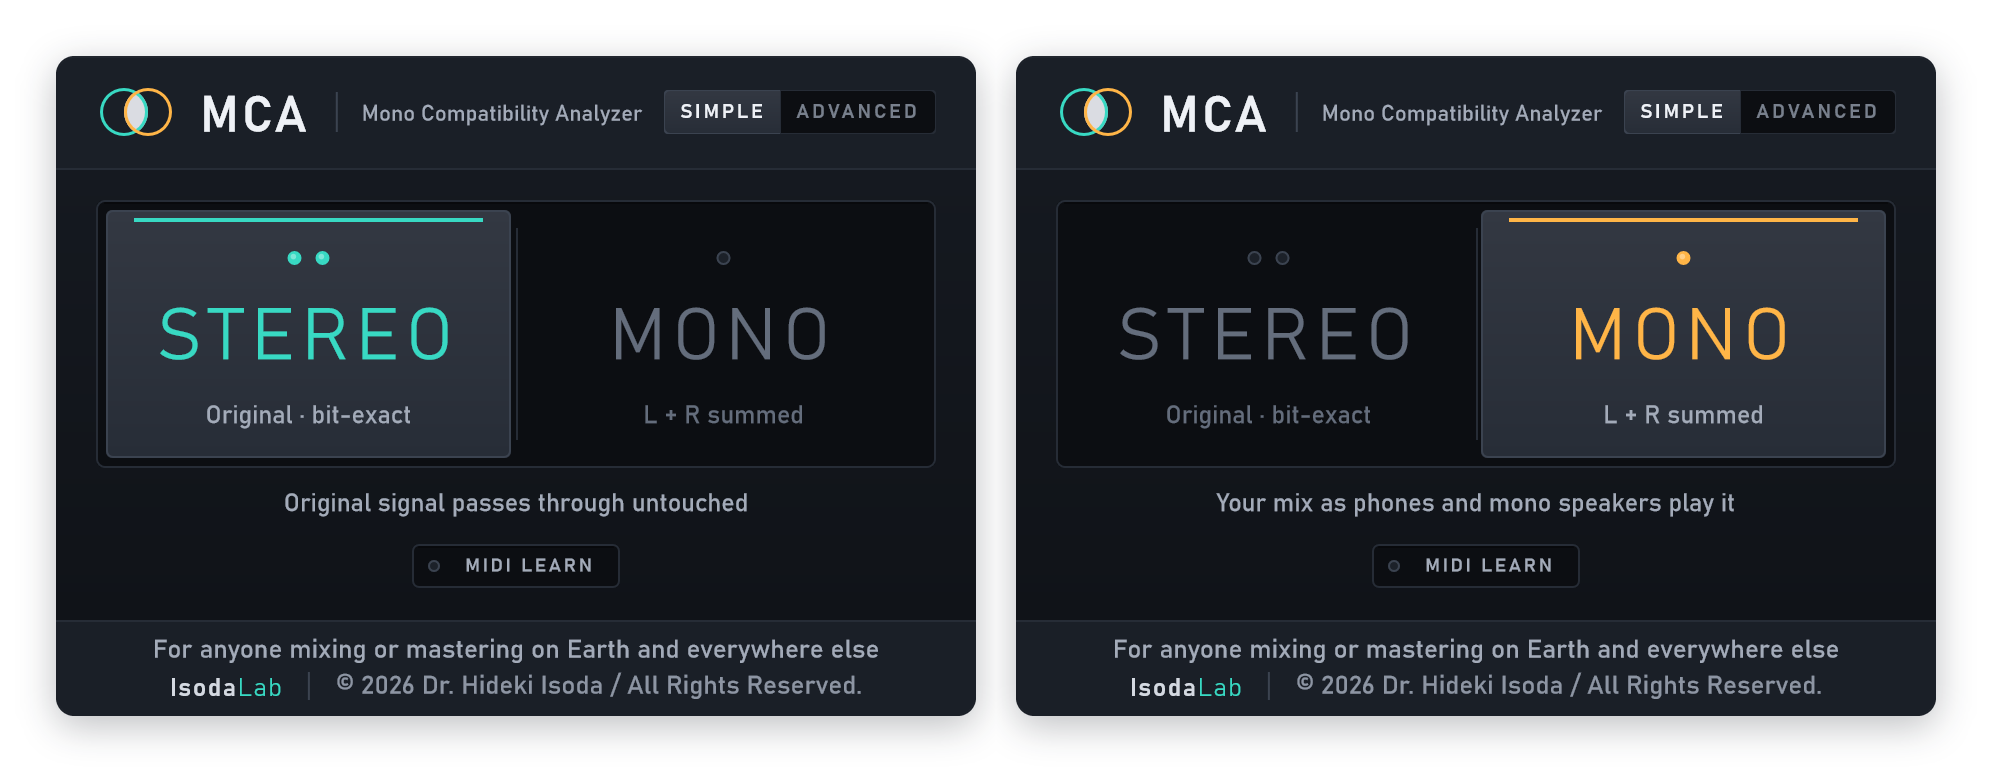 MCA Mono Compatibility Analyzer SIMPLE ADVANCED
STEREO MONO
Original · bit-exact L + R summed
Original signal passes through untouched
MIDI LEARN
For anyone mixing or mastering on Earth and everywhere else
IsodaLab © 2026 Dr. Hideki Isoda / All Rights Reserved.
MCA Mono Compatibility Analyzer SIMPLE ADVANCED
STEREO MONO
Original · bit-exact L + R summed
Your mix as phones and mono speakers play it
MIDI LEARN
For anyone mixing or mastering on Earth and everywhere else
IsodaLab © 2026 Dr. Hideki Isoda / All Rights Reserved.